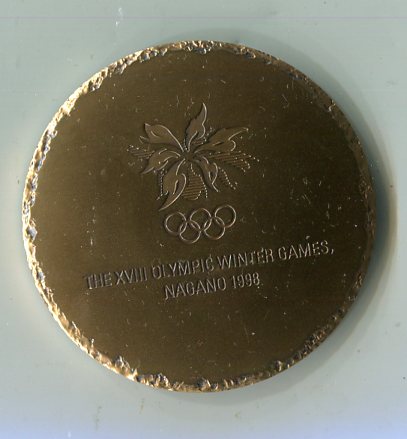 THE XVIII OLYMPIC WINTER GAMES,
NAGANO 1998